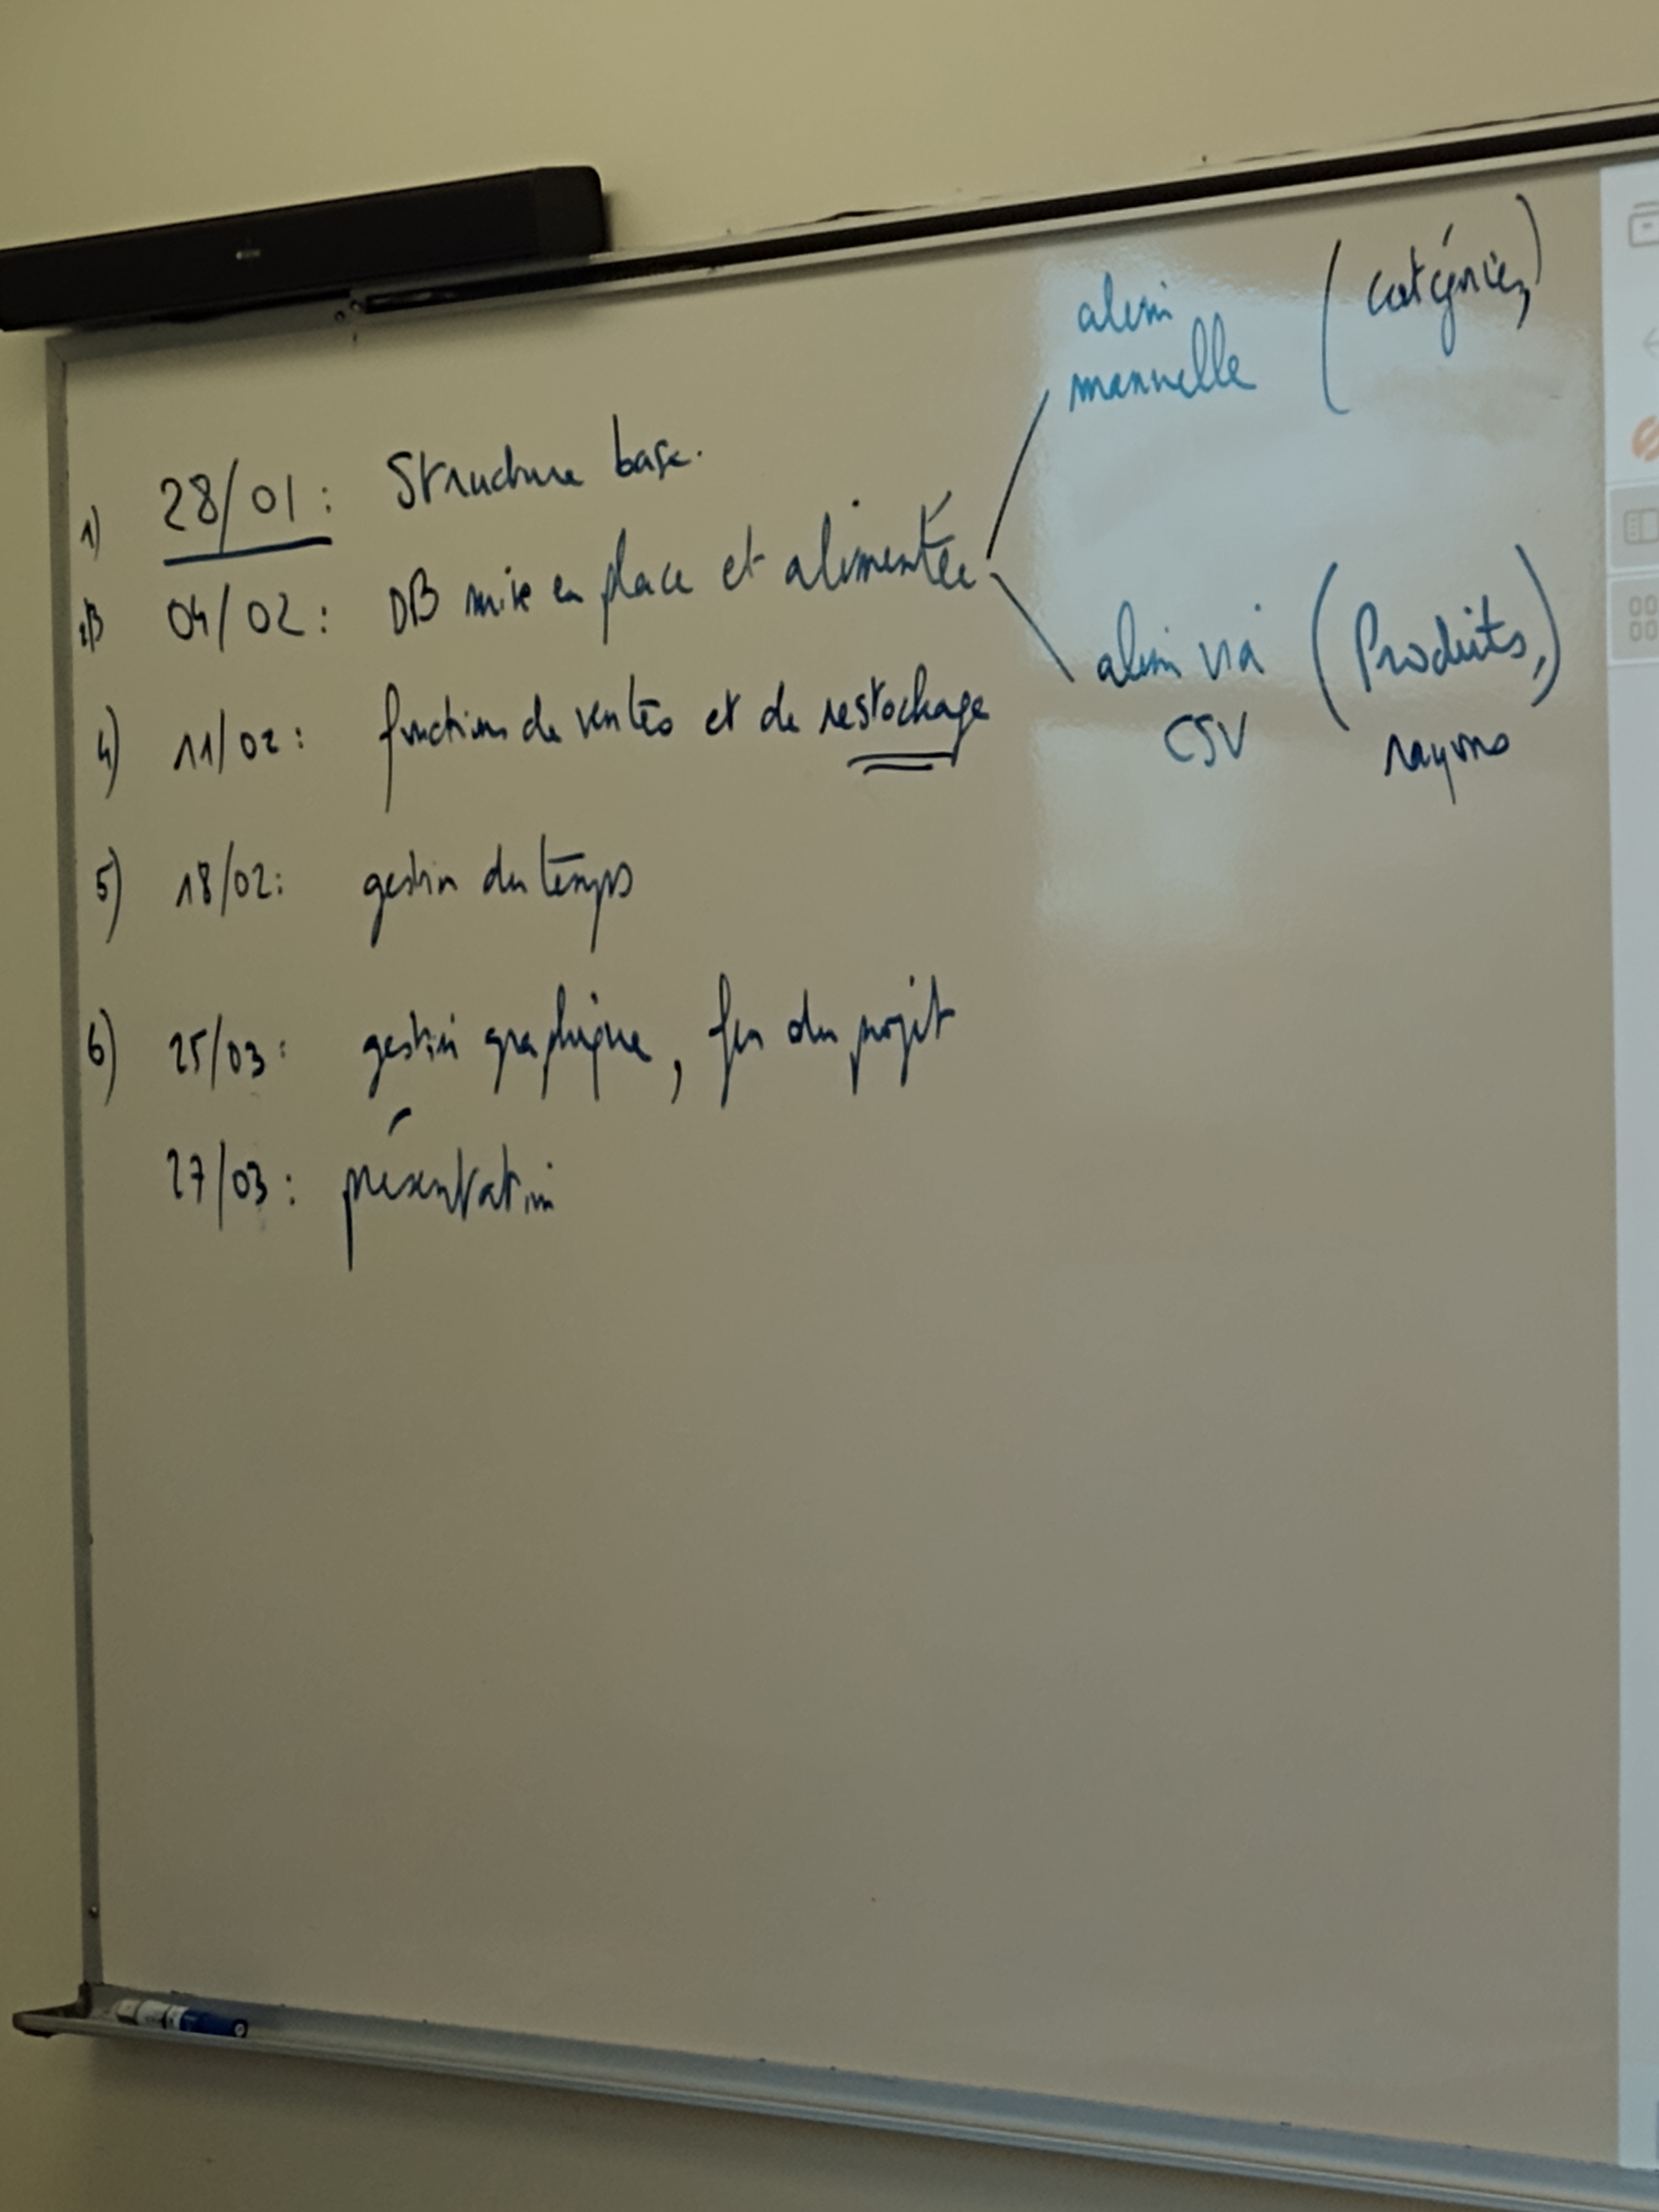 alim
manuelle (catégories)
1) 28/01: Structure base.
04/02: DB mise en place et alimentée
alim via (Produits,)
CSV rayons
4) 11/02: fonctions de ventes et de restockage
5) 18/02: gestion du temps
6) 25/03: gestion graphique, fin du projet
27/03: présentation